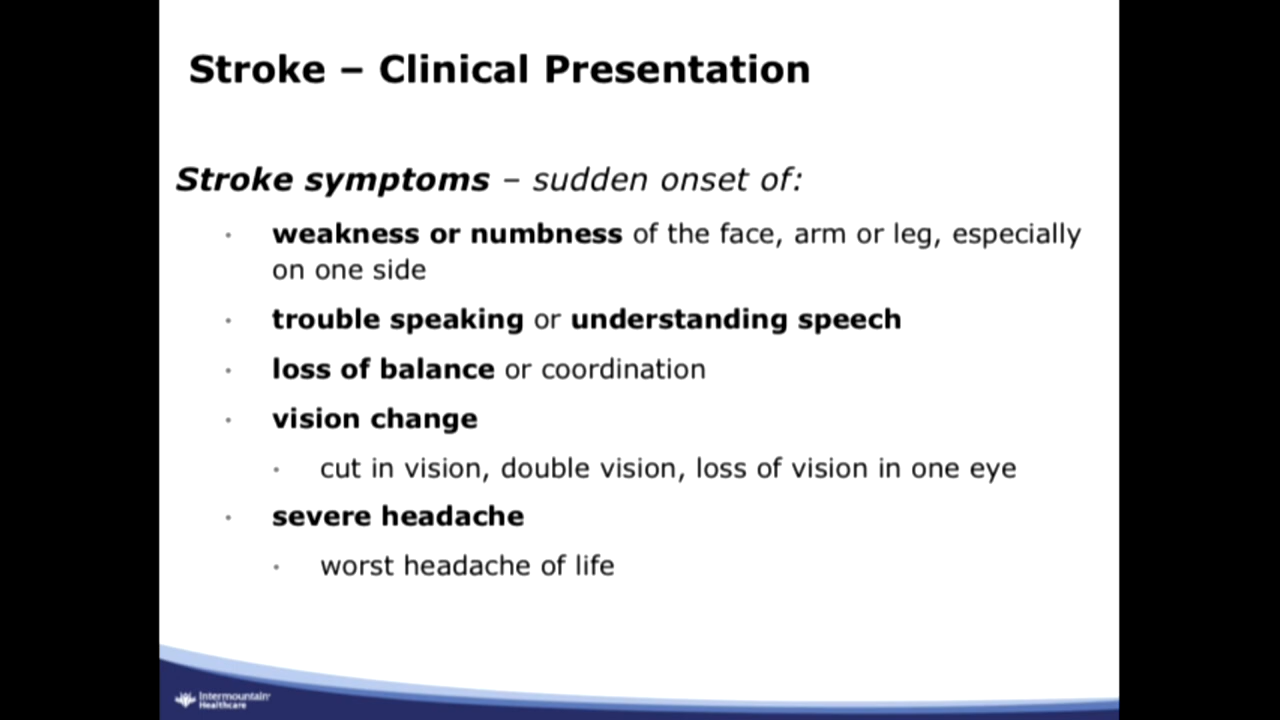 Stroke – Clinical Presentation
Stroke symptoms – sudden onset of:
· weakness or numbness of the face, arm or leg, especially
on one side
· trouble speaking or understanding speech
· loss of balance or coordination
· vision change
· cut in vision, double vision, loss of vision in one eye
· severe headache
· worst headache of life
Intermountain
Healthcare